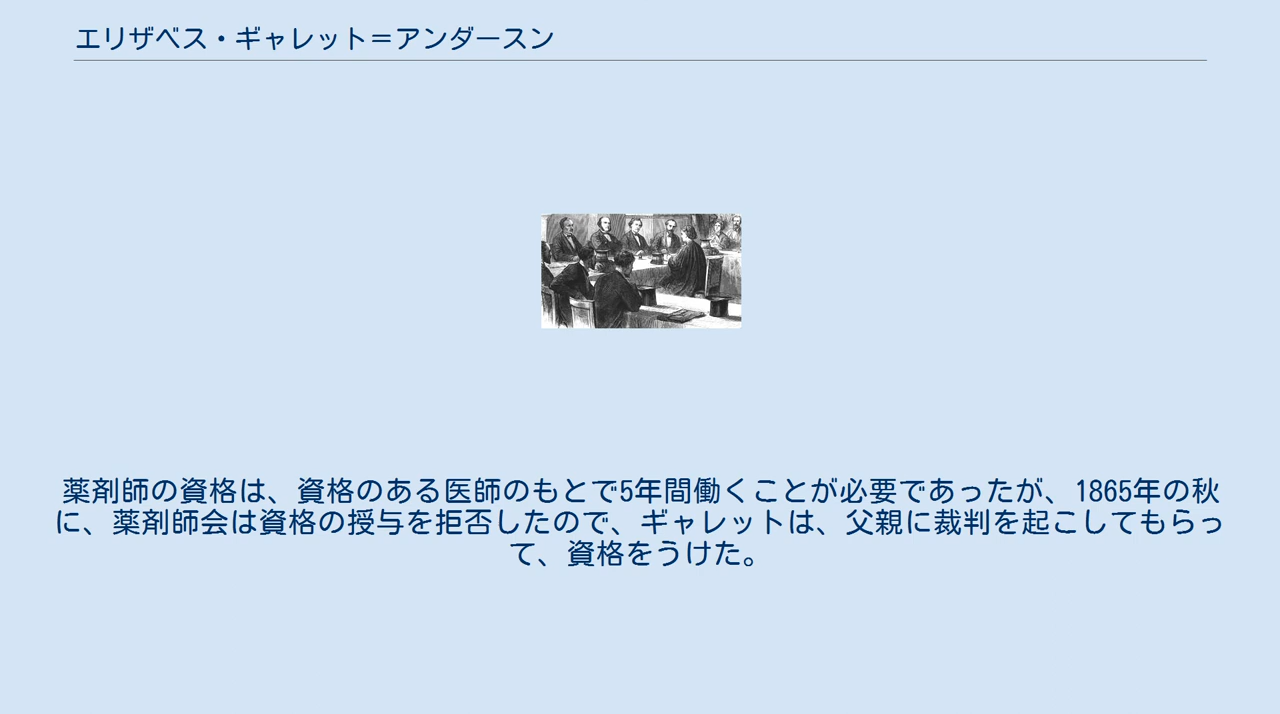 エリザベス・ギャレット＝アンダースン
薬剤師の資格は、資格のある医師のもとで5年間働くことが必要であったが、1865年の秋
に、薬剤師会は資格の授与を拒否したので、ギャレットは、父親に裁判を起こしてもらっ
て、資格をうけた。